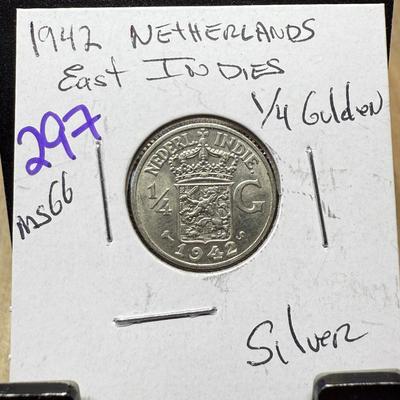 1942 NETHERLANDS
East INDIES
1/4 Gulden
297
MS66
NEDERL INDIE
1/4 G
S
1942
Silver